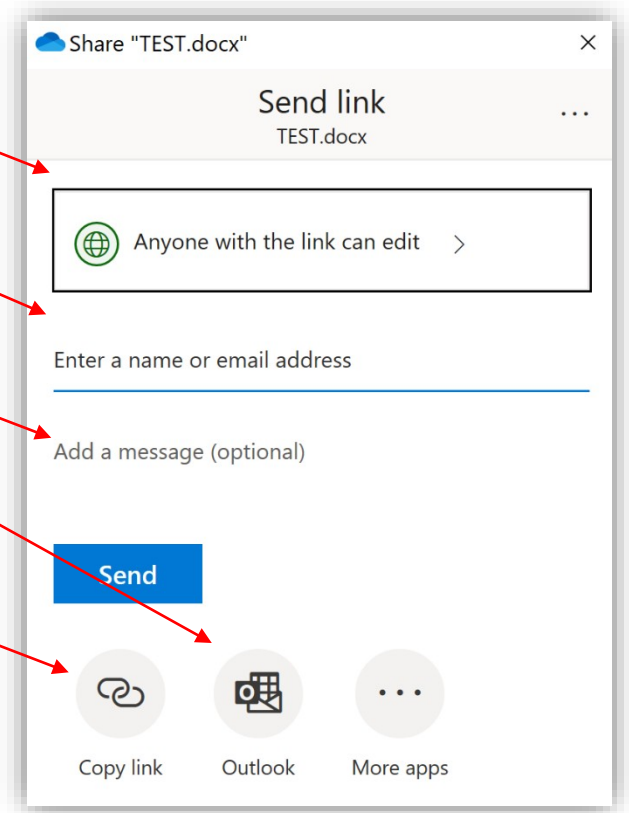 Share "TEST.docx"
Send link
TEST.docx
Anyone with the link can edit
Enter a name or email address
Add a message (optional)
Send
Copy link
Outlook
More apps